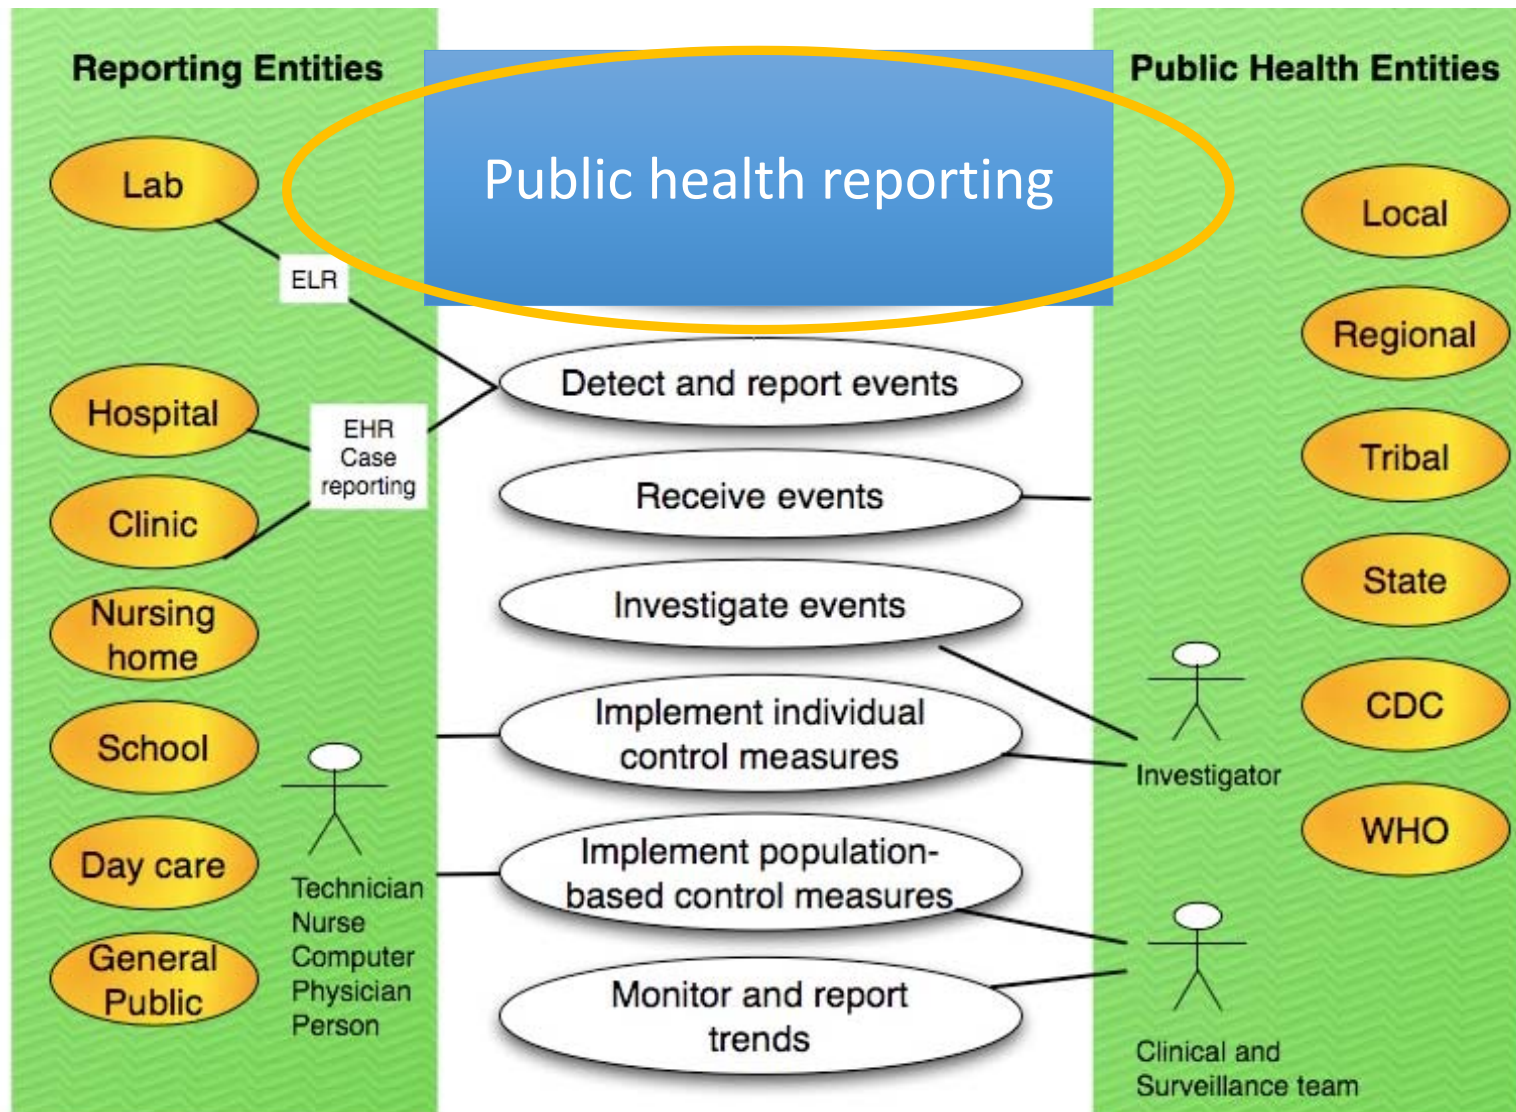 Reporting Entities
Public health reporting
Public Health Entities
Lab
ELR
Hospital
EHR
Case
reporting
Clinic
Nursing
home
School
Day care
General
Public
Technician
Nurse
Computer
Physician
Person
Detect and report events
Receive events
Investigate events
Implement individual
control measures
Implement population-
based control measures
Monitor and report
trends
Local
Regional
Tribal
State
CDC
WHO
Investigator
Clinical and
Surveillance team